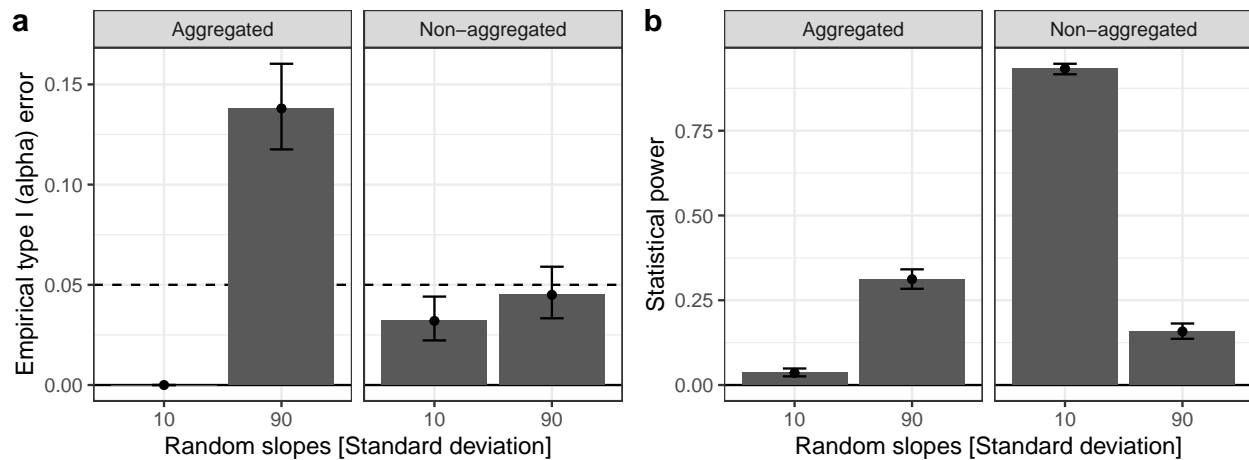 a
Aggregated
Non−aggregated
Empirical type I (alpha) error
0.15
0.10
0.05
0.00
10
90
10
90
Random slopes [Standard deviation]
b
Aggregated
Non−aggregated
Statistical power
0.75
0.50
0.25
0.00
10
90
10
90
Random slopes [Standard deviation]